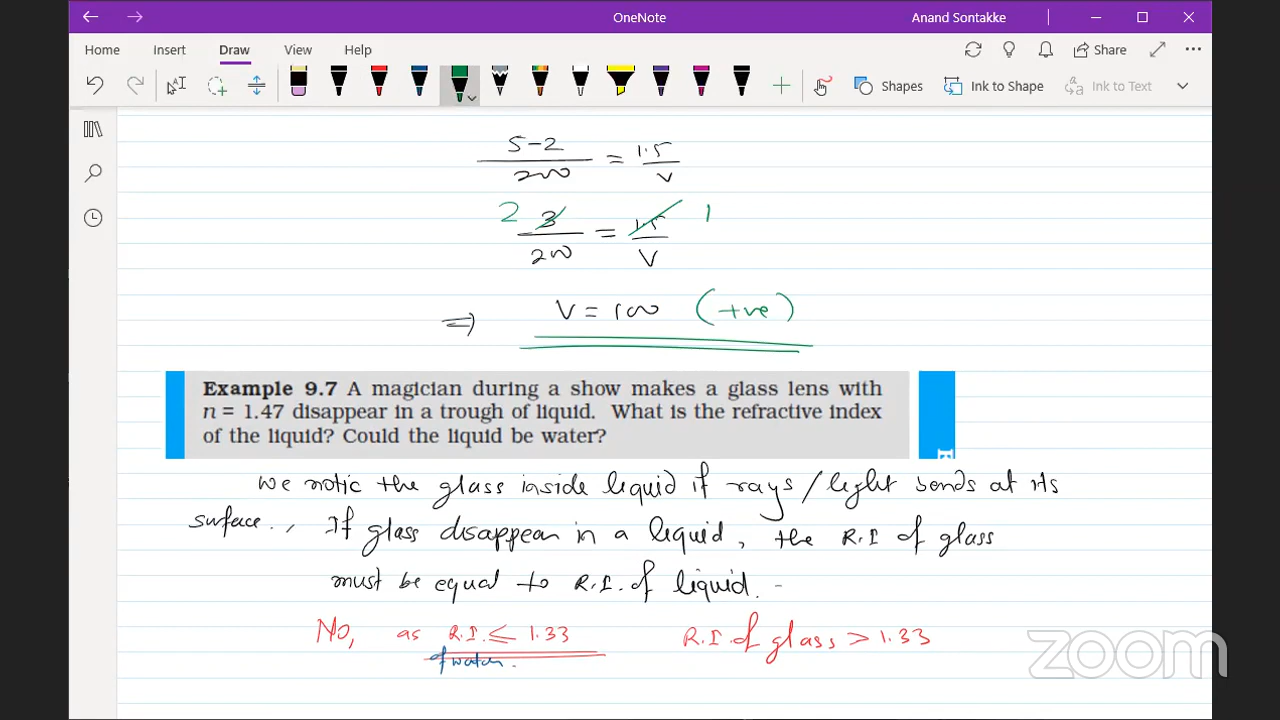 OneNote
Anand Sontakke
Home Insert Draw View Help
Share
Shapes Ink to Shape Ink to Text
5-2 / 200 = 1.5 / v
2 3 / 200 = 1.5 / v 1
⇒ V = 100 (+ve)
Example 9.7 A magician during a show makes a glass lens with
n = 1.47 disappear in a trough of liquid. What is the refractive index
of the liquid? Could the liquid be water?
We notic the glass inside liquid if rays / light bends at its
surface., If glass disappear in a liquid, the R.I of glass
must be equal to R.I. of liquid. -
No, as R.I. ≤ 1.33 R.I. of glass > 1.33
of water.
zoom